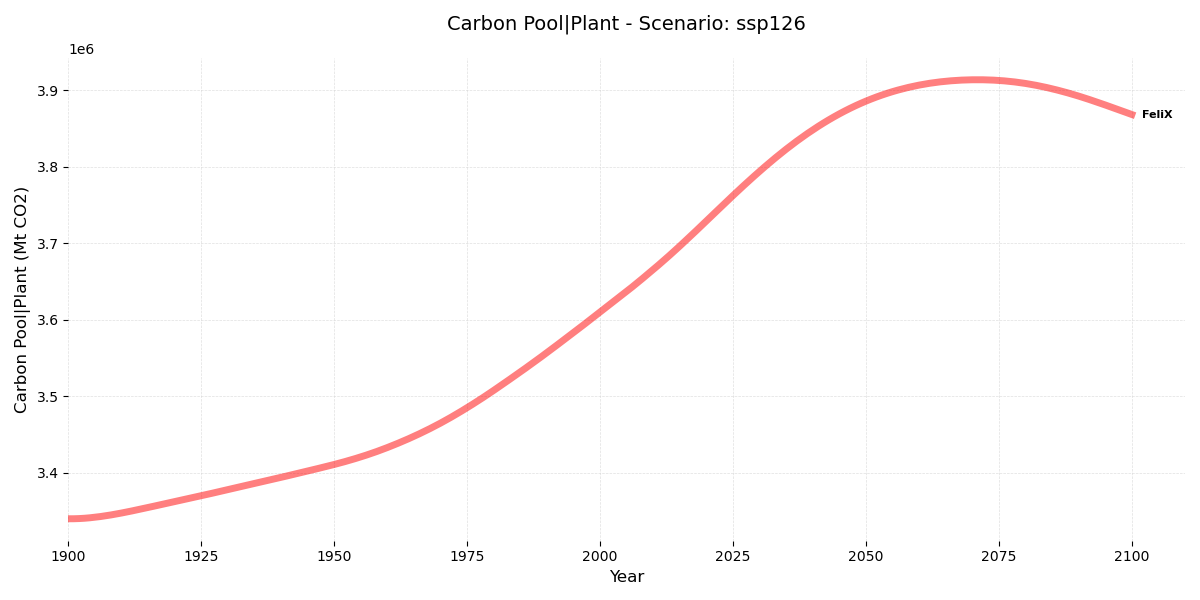 Carbon Pool|Plant - Scenario: ssp126
1e6
3.9
3.8
3.7
3.6
3.5
3.4
Carbon Pool|Plant (Mt CO2)
FeliX
1900 1925 1950 1975 2000 2025 2050 2075 2100
Year